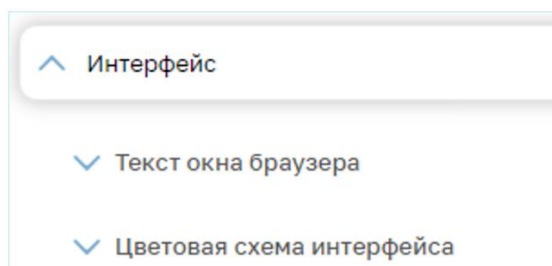 Интерфейс
Текст окна браузера
Цветовая схема интерфейса